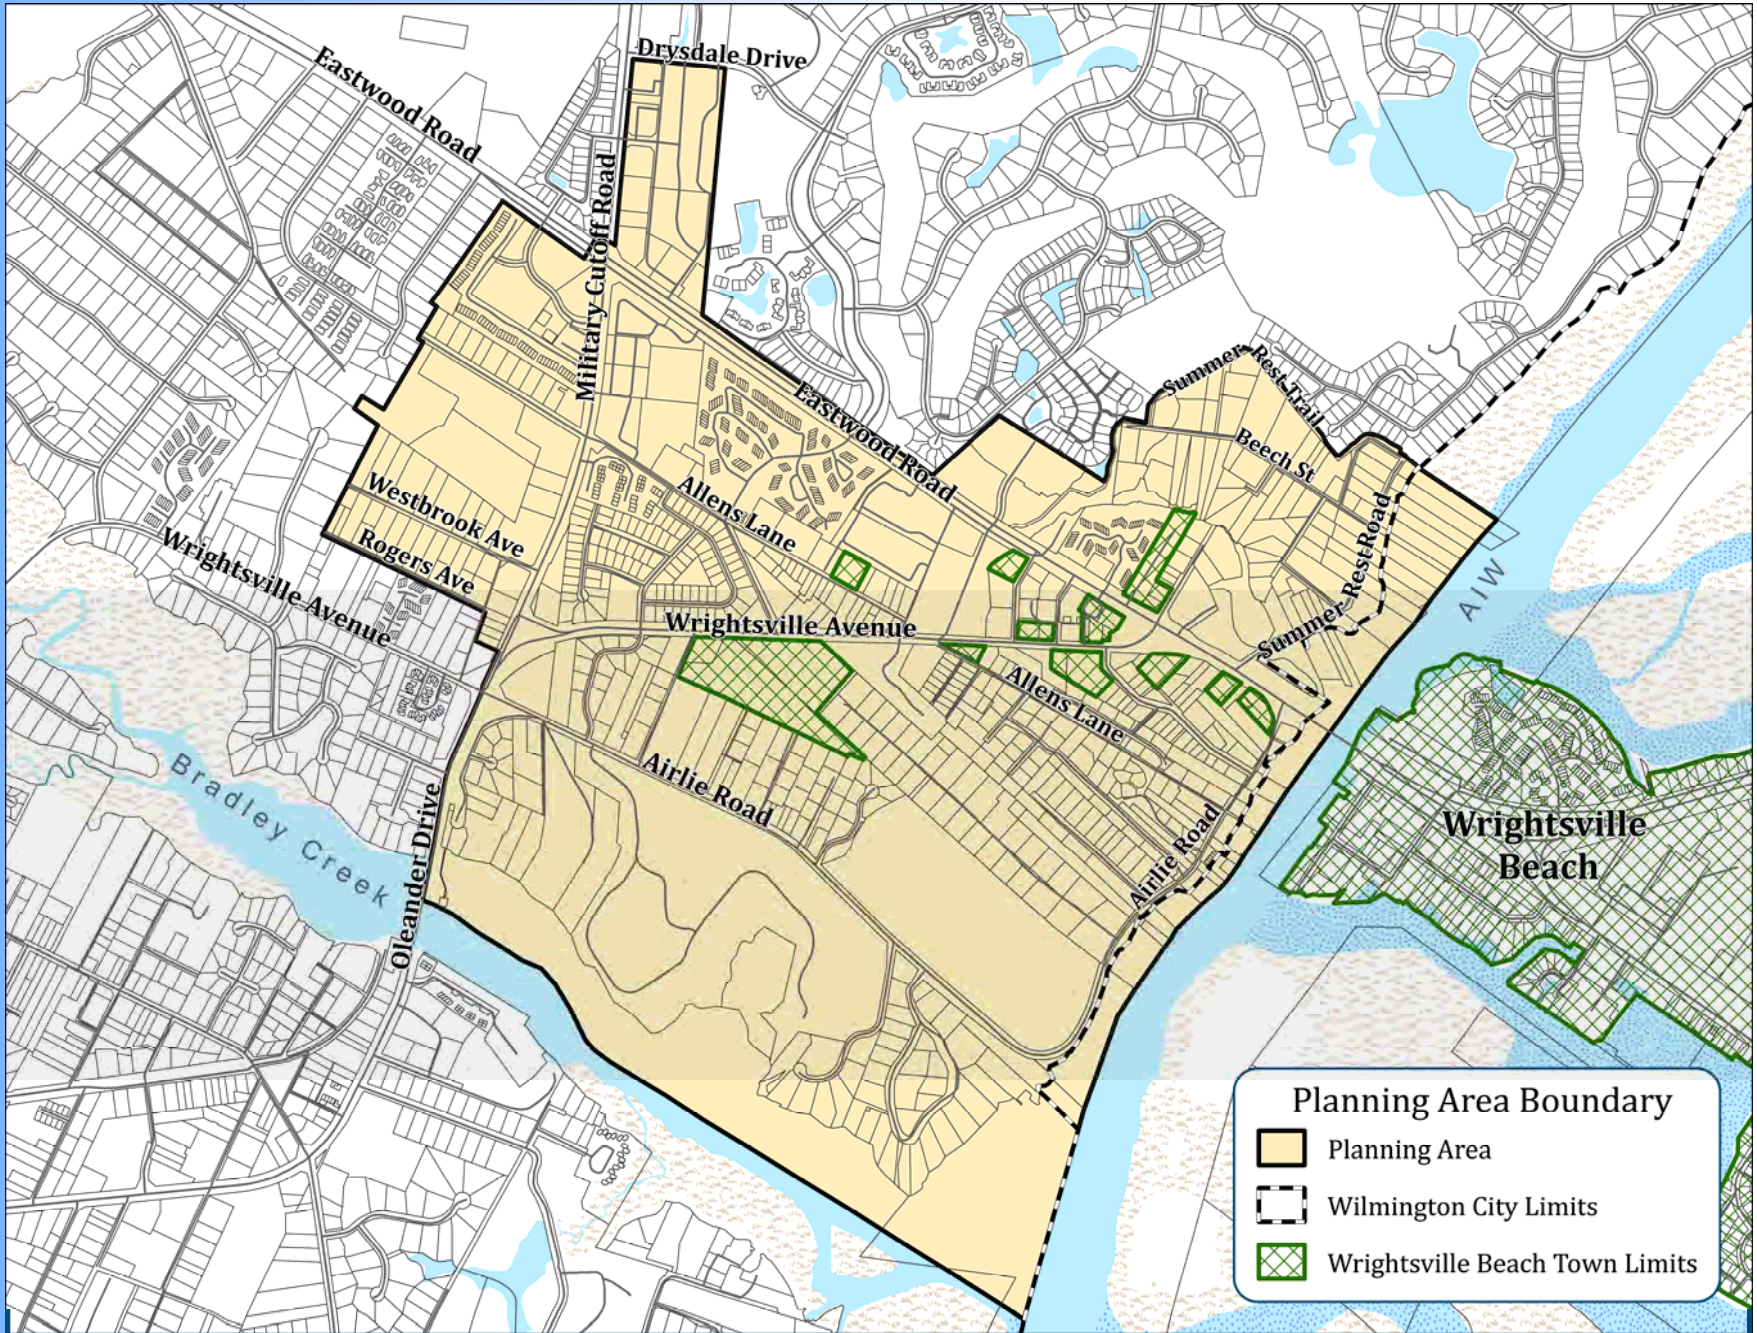 Drysdale Drive
Eastwood Road
Military Cutoff Road
Summer Rest Trail
Eastwood Road
Beech St
Allens Lane
Westbrook Ave
Rogers Ave
Wrightsville Avenue
Summer Rest Road
AIW
Wrightsville Avenue
Allens Lane
Bradley Creek
Airlie Road
Oleander Drive
Airlie Road
Wrightsville
Beach
Planning Area Boundary
Planning Area
Wilmington City Limits
Wrightsville Beach Town Limits